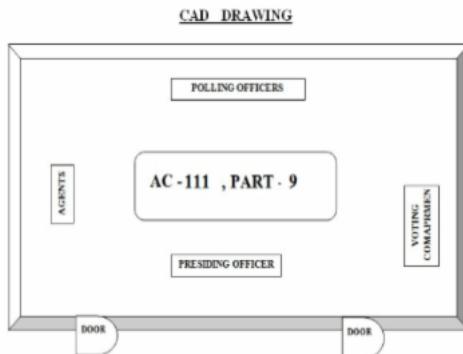 CAD DRAWING
POLLING OFFICERS
AGENTS
AC -111 , PART - 9
VOTING
COMAPRMEN
PRESIDING OFFICER
DOOR
DOOR